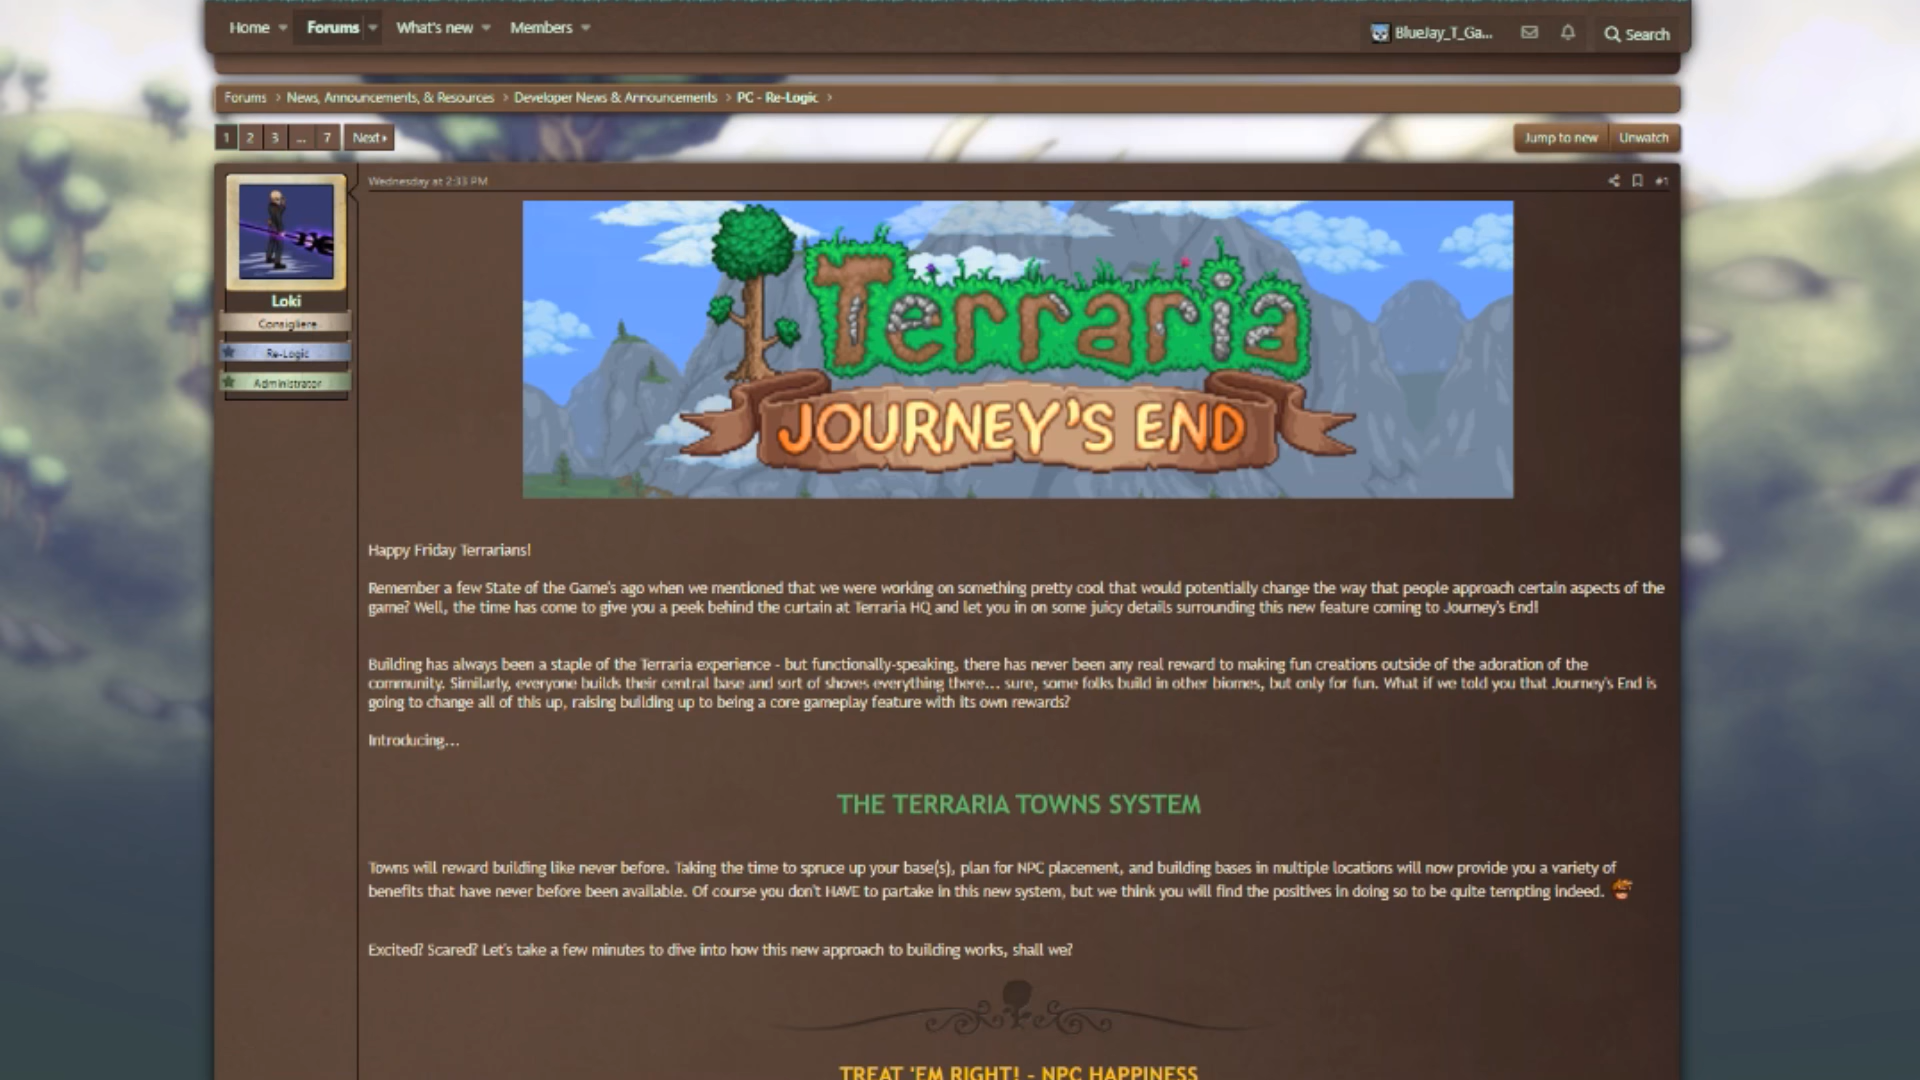 Home Forums What's new Members BlueJay_T_Ga... Search
Forums News, Announcements, & Resources Developer News & Announcements PC - Re-Logic
1 2 3 ... 7 Next Jump to new Unwatch
Wednesday at 2:33 PM #1
Loki
Consigliere
Re-Logic
Administrator
Terraria
JOURNEY'S END
Happy Friday Terrarians!
Remember a few State of the Game's ago when we mentioned that we were working on something pretty cool that would potentially change the way that people approach certain aspects of the
game? Well, the time has come to give you a peek behind the curtain at Terraria HQ and let you in on some juicy details surrounding this new feature coming to Journey's End!
Building has always been a staple of the Terraria experience - but functionally-speaking, there has never been any real reward to making fun creations outside of the adoration of the
community. Similarly, everyone builds their central base and sort of shoves everything there... sure, some folks build in other biomes, but only for fun. What if we told you that Journey's End is
going to change all of this up, raising building up to being a core gameplay feature with its own rewards?
Introducing...
THE TERRARIA TOWNS SYSTEM
Towns will reward building like never before. Taking the time to spruce up your base(s), plan for NPC placement, and building bases in multiple locations will now provide you a variety of
benefits that have never before been available. Of course you don't HAVE to partake in this new system, but we think you will find the positives in doing so to be quite tempting indeed.
Excited? Scared? Let's take a few minutes to dive into how this new approach to building works, shall we?
TREAT 'EM RIGHT! - NPC HAPPINESS